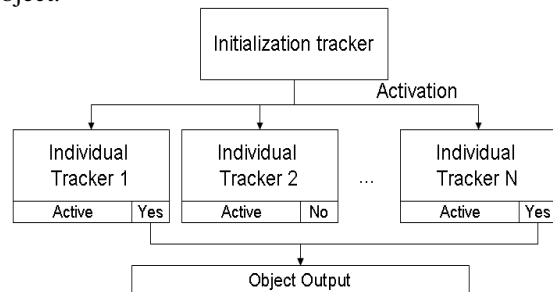 object.
Initialization tracker
Activation
Individual
Tracker 1
Active Yes
Individual
Tracker 2
Active No
...
Individual
Tracker N
Active Yes
Object Output